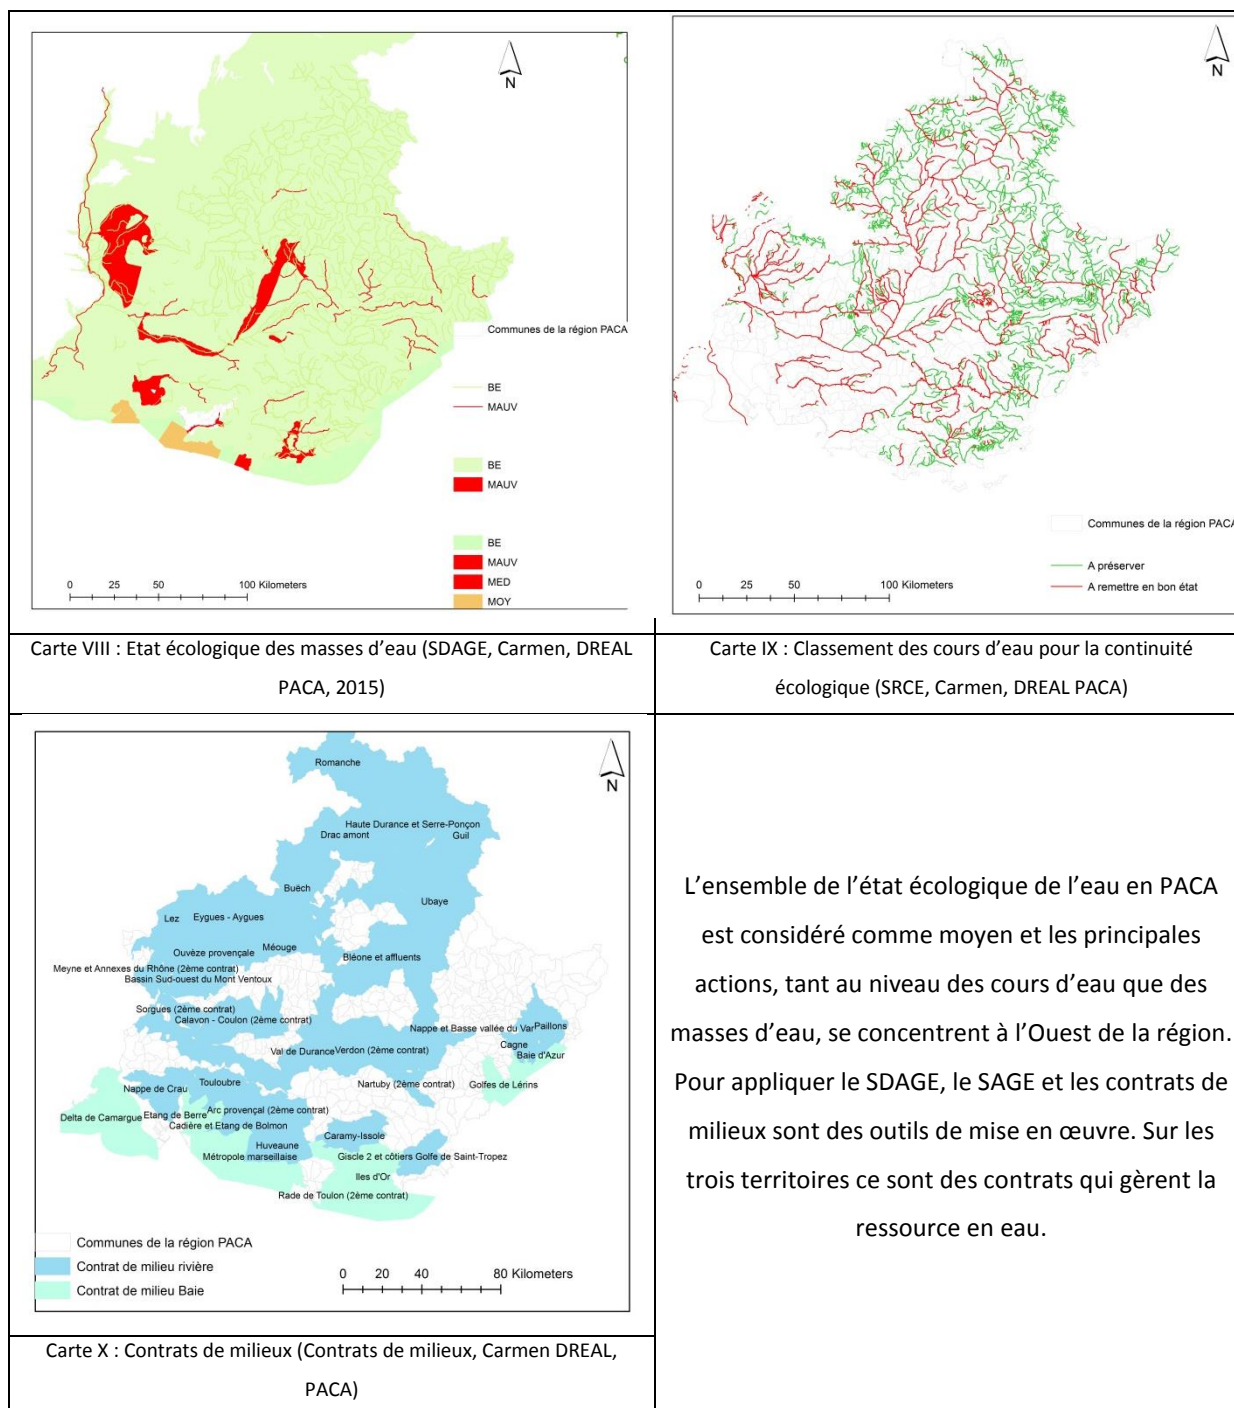 N
Communes de la région PACA
BE
MAUV
BE
MAUV
BE
MAUV
MED
MOY
0 25 50 100 Kilometers
N
Communes de la région PACA
A préserver
A remettre en bon état
0 25 50 100 Kilometers
Carte VIII : Etat écologique des masses d’eau (SDAGE, Carmen, DREAL
PACA, 2015)
Carte IX : Classement des cours d’eau pour la continuité
écologique (SRCE, Carmen, DREAL PACA)
N
Romanche
Haute Durance et Serre-Ponçon
Drac amont
Guil
Buëch
Ubaye
Lez
Eygues - Aygues
Ouvèze provençale
Méouge
Bléone et affluents
Meyne et Annexes du Rhône (2ème contrat)
Bassin Sud-ouest du Mont Ventoux
Sorgues (2ème contrat)
Calavon - Coulon (2ème contrat)
Nappe et Basse vallée du Var
Paillons
Cagne
Baie d'Azur
Val de Durance
Verdon (2ème contrat)
Nappe de Crau
Touloubre
Nartuby (2ème contrat)
Golfes de Lérins
Delta de Camargue
Etang de Berre
Arc provençal (2ème contrat)
Cadière et Etang de Bolmon
Huveaune
Caramy-Issole
Métropole marseillaise
Giscle 2 et côtiers Golfe de Saint-Tropez
Iles d'Or
Rade de Toulon (2ème contrat)
Communes de la région PACA
Contrat de milieu rivière
Contrat de milieu Baie
0 20 40 80 Kilometers
L’ensemble de l’état écologique de l’eau en PACA
est considéré comme moyen et les principales
actions, tant au niveau des cours d’eau que des
masses d’eau, se concentrent à l’Ouest de la région.
Pour appliquer le SDAGE, le SAGE et les contrats de
milieux sont des outils de mise en œuvre. Sur les
trois territoires ce sont des contrats qui gèrent la
ressource en eau.
Carte X : Contrats de milieux (Contrats de milieux, Carmen DREAL,
PACA)